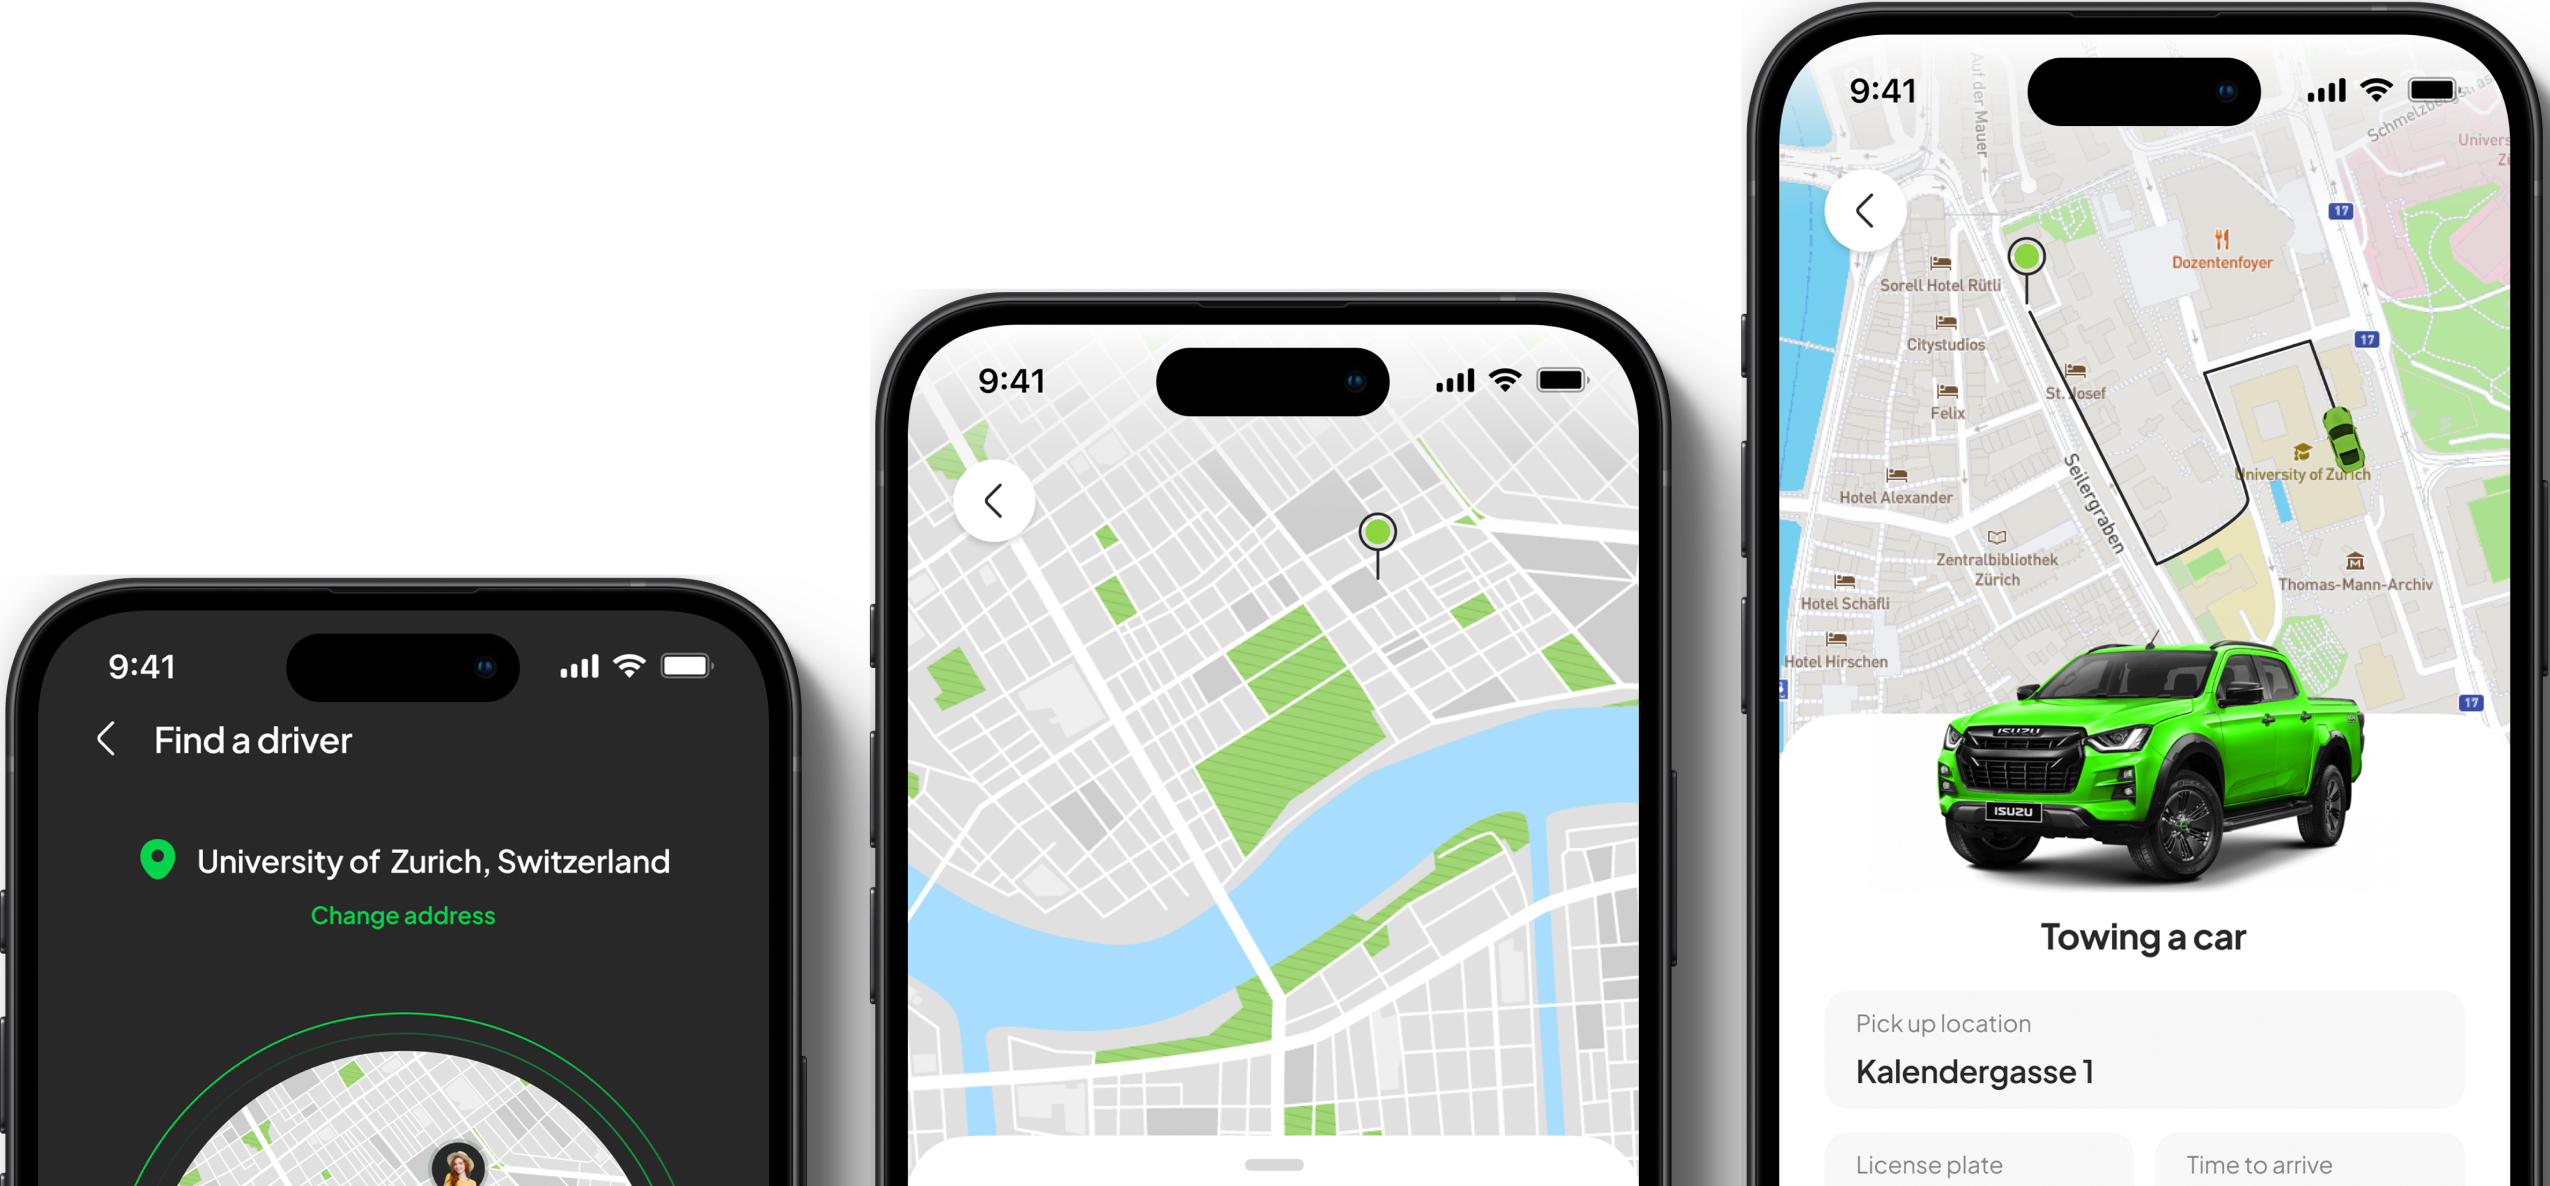 9:41
Find a driver
University of Zurich, Switzerland
Change address
9:41
9:41
Auf der Mauer
Schmelzbergstras
Univers
Zü
17
Dozentenfoyer
Sorell Hotel Rütli
Citystudios
17
St. Josef
Felix
University of Zurich
Hotel Alexander
Seilergraben
Zentralbibliothek
Zürich
Thomas-Mann-Archiv
Hotel Schäfli
Hotel Hirschen
17
ISUZU
ISUZU
Towing a car
Pick up location
Kalendergasse 1
License plate
Time to arrive